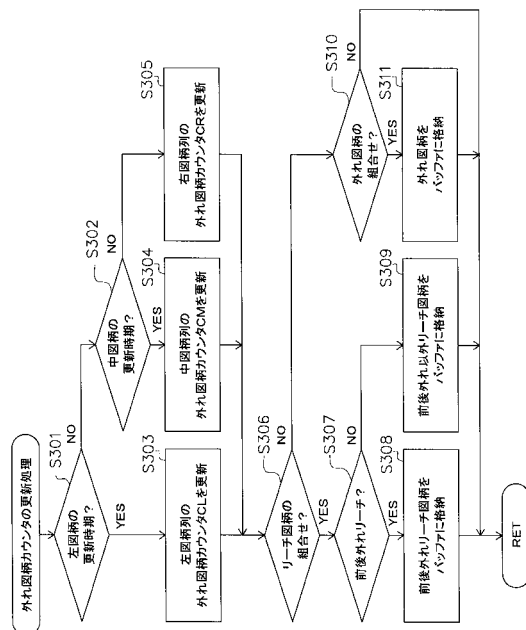 外れ図柄カウンタの更新処理
S301
左図柄の
更新時期？
YES
NO
S302
中図柄の
更新時期？
YES
NO
S303
左図柄列の
外れ図柄カウンタCLを更新
S304
中図柄列の
外れ図柄カウンタCMを更新
S305
右図柄列の
外れ図柄カウンタCRを更新
S306
リーチ図柄の
組合せ？
YES
NO
S307
前後外れリーチ？
YES
NO
S310
外れ図柄の
組合せ？
YES
NO
S308
前後外れリーチ図柄を
バッファに格納
S309
前後外れ以外リーチ図柄を
バッファに格納
S311
外れ図柄を
バッファに格納
RET